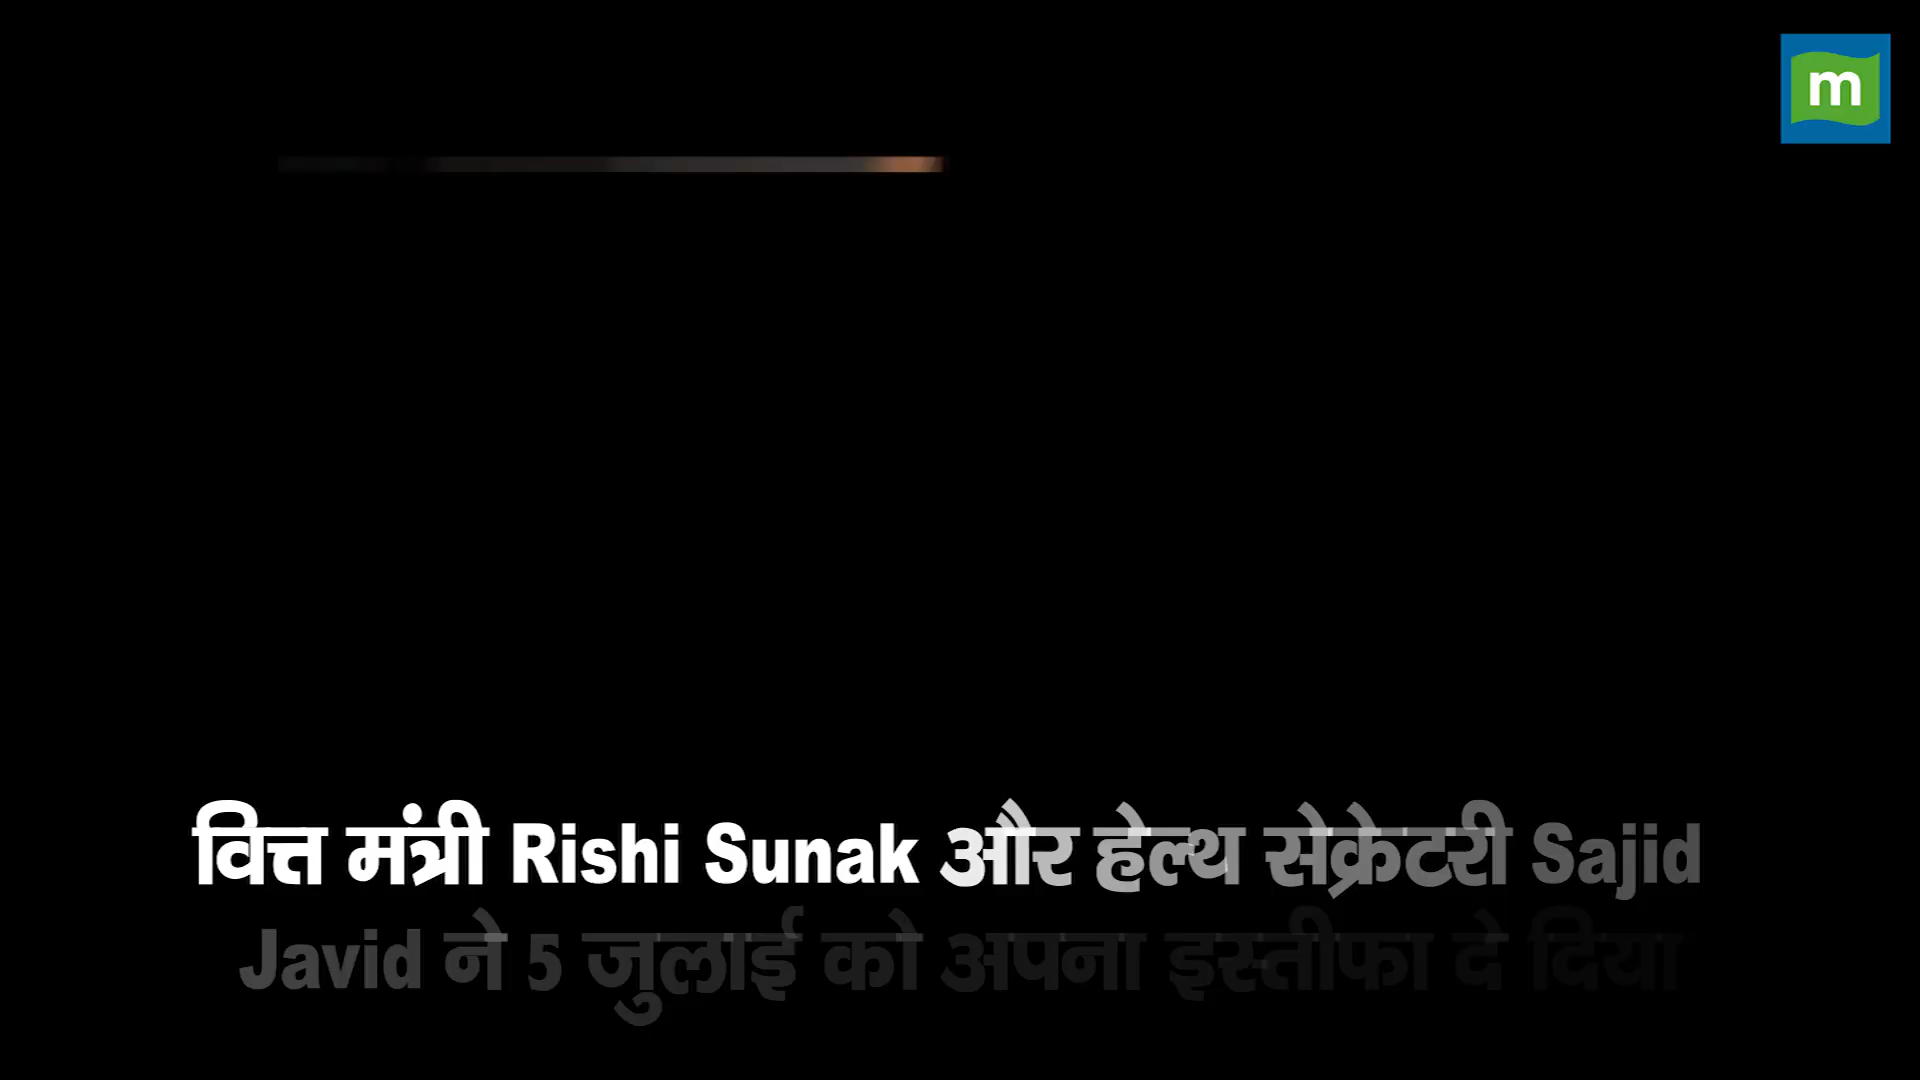 m
वित्त मंत्री Rishi Sunak और हेल्थ सेक्रेटरी Sajid
Javid ने 5 जुलाई को अपना इस्तीफा दे दिया